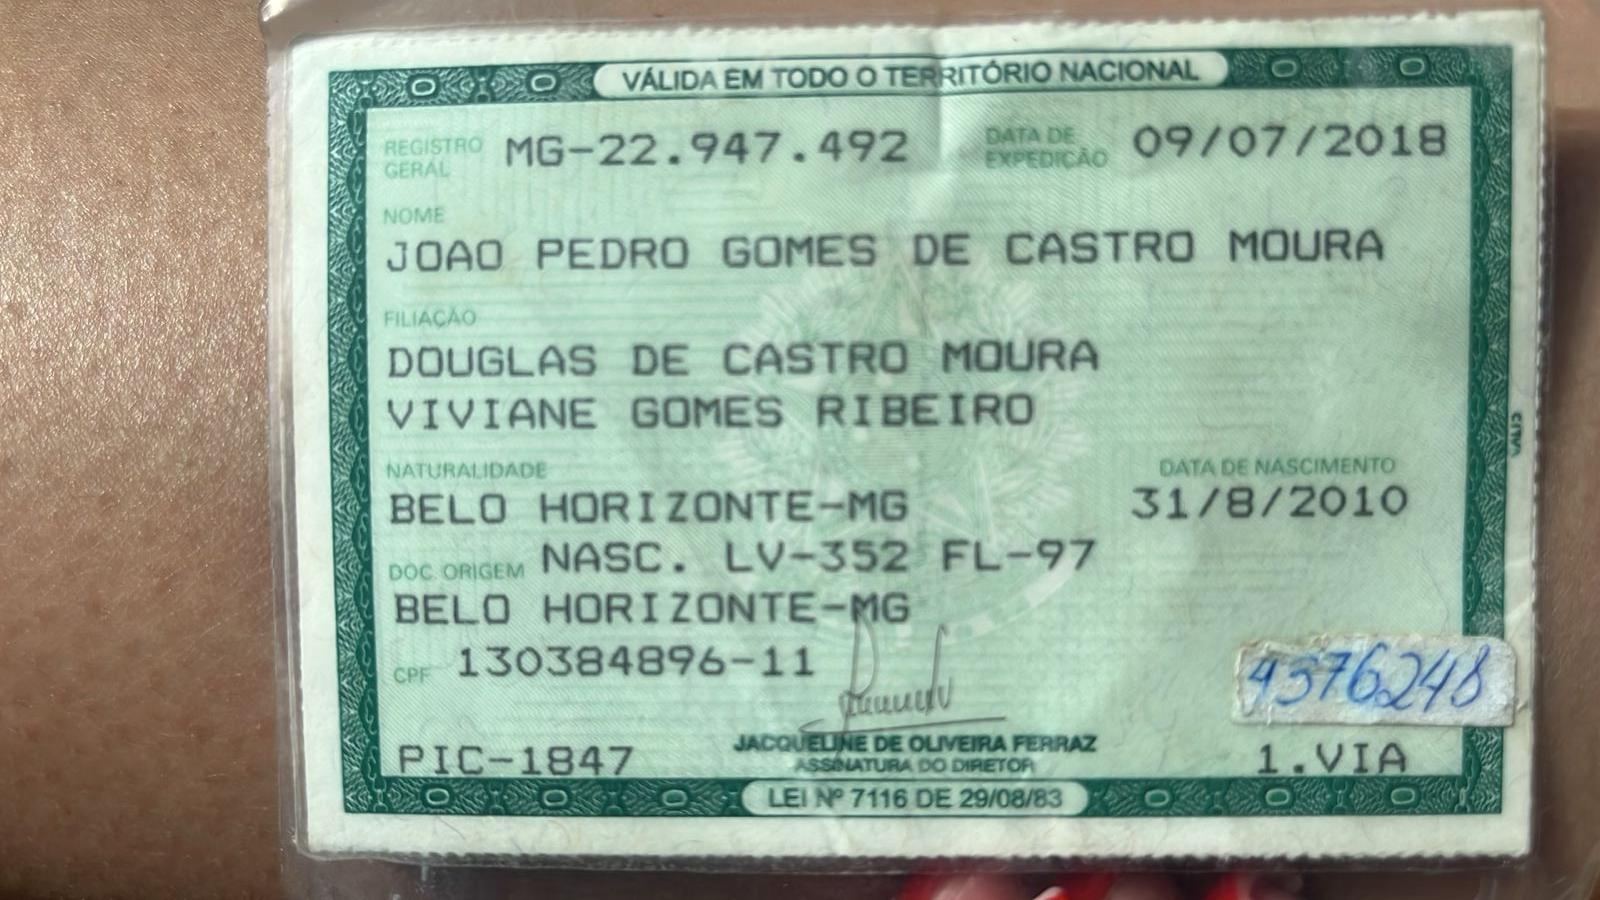 VÁLIDA EM TODO O TERRITÓRIO NACIONAL
REGISTRO GERAL MG-22.947.492 DATA DE EXPEDIÇÃO 09/07/2018
NOME
JOAO PEDRO GOMES DE CASTRO MOURA
FILIAÇÃO
DOUGLAS DE CASTRO MOURA
VIVIANE GOMES RIBEIRO
NATURALIDADE DATA DE NASCIMENTO
BELO HORIZONTE-MG 31/8/2010
DOC. ORIGEM NASC. LV-352 FL-97
BELO HORIZONTE-MG
CPF 130384896-11
4376248
JACQUELINE DE OLIVEIRA FERRAZ
PIC-1847 ASSINATURA DO DIRETOR 1.VIA
LEI Nº 7116 DE 29/08/83